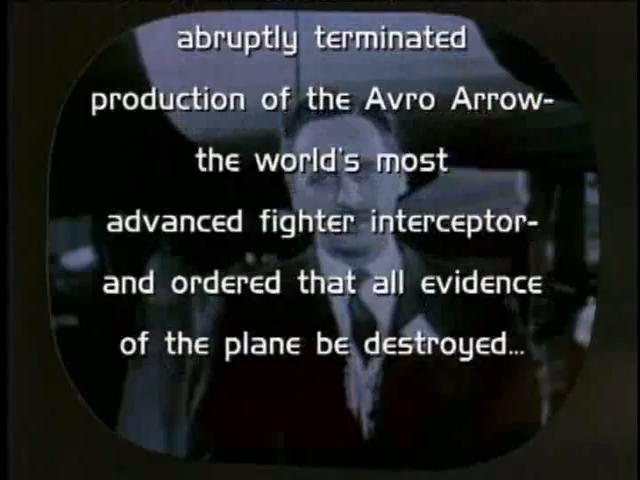 abruptly terminated
production of the Avro Arrow-
the world's most
advanced fighter interceptor-
and ordered that all evidence
of the plane be destroyed...